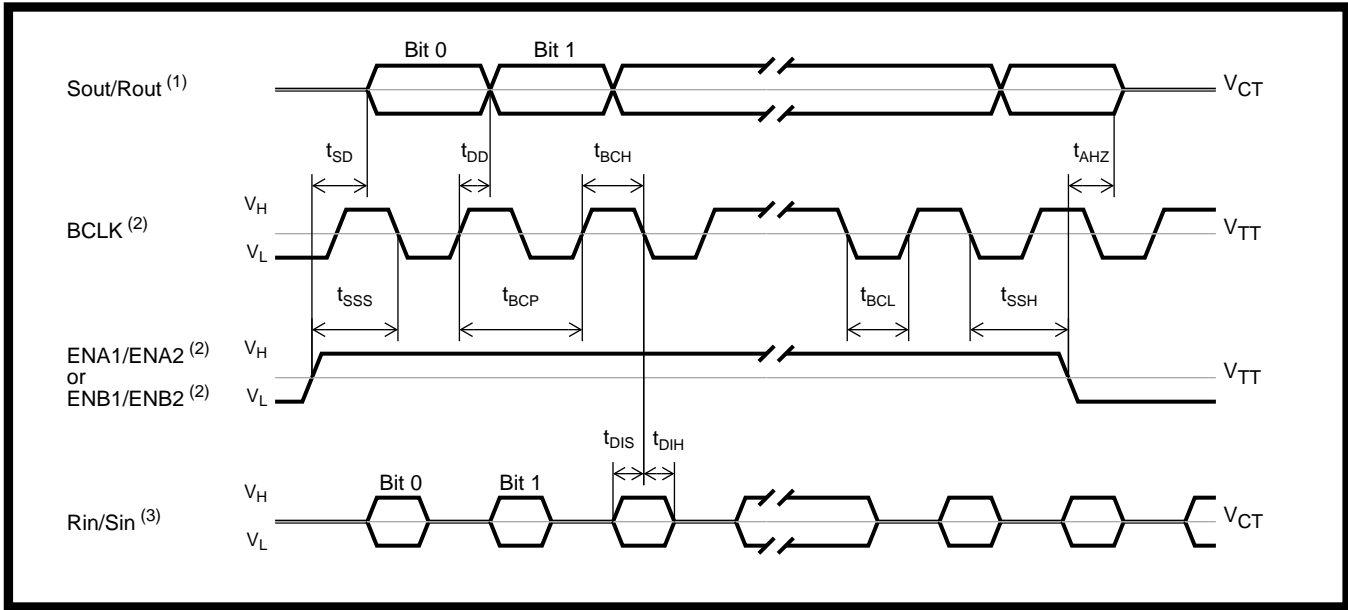 Bit 0 Bit 1
Sout/Rout (1) VCT
tSD tDD tBCH tAHZ
VH
BCLK (2) VTT
VL
tSSS tBCP tBCL tSSH
ENA1/ENA2 (2) VH
or VTT
ENB1/ENB2 (2) VL
tDIS tDIH
Bit 0 Bit 1
VH
Rin/Sin (3) VCT
VL